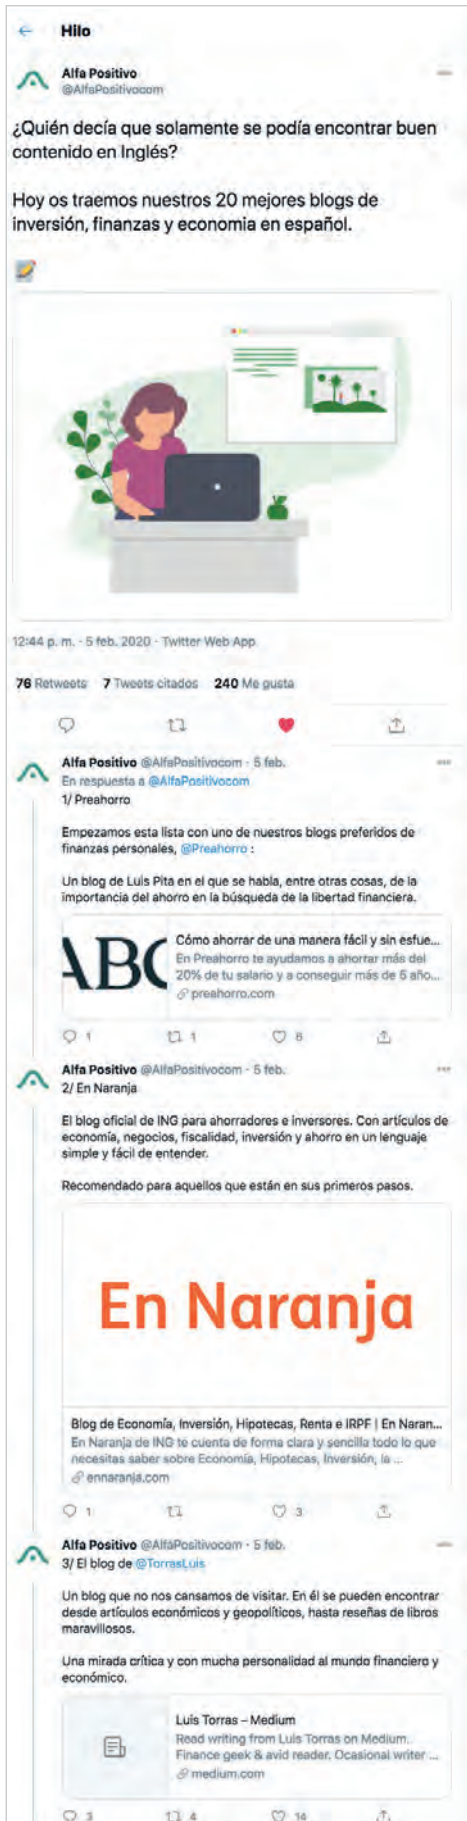 Hilo
Alfa Positivo
@AlfaPositivocom
¿Quién decía que solamente se podía encontrar buen
contenido en Inglés?
Hoy os traemos nuestros 20 mejores blogs de
inversión, finanzas y economia en español.
12:44 p. m. · 5 feb. 2020 · Twitter Web App
76 Retweets 7 Tweets citados 240 Me gusta
Alfa Positivo @AlfaPositivocom · 5 feb.
En respuesta a @AlfaPositivocom
1/ Preahorro
Empezamos esta lista con uno de nuestros blogs preferidos de
finanzas personales, @Preahorro :
Un blog de Luis Pita en el que se habla, entre otras cosas, de la
importancia del ahorro en la búsqueda de la libertad financiera.
ABC
Cómo ahorrar de una manera fácil y sin esfue...
En Preahorro te ayudamos a ahorrar más del
20% de tu salario y a conseguir más de 6 año...
preahorro.com
1 1 6
Alfa Positivo @AlfaPositivocom · 5 feb.
2/ En Naranja
El blog oficial de ING para ahorradores e inversores. Con artículos de
economía, negocios, fiscalidad, inversión y ahorro en un lenguaje
simple y fácil de entender.
Recomendado para aquellos que están en sus primeros pasos.
En Naranja
Blog de Economía, Inversión, Hipotecas, Renta e IRPF | En Naran...
En Naranja de ING te cuenta de forma clara y sencilla todo lo que
necesitas saber sobre Economía, Hipotecas, Inversión, la ...
ennaranja.com
1 3
Alfa Positivo @AlfaPositivocom · 5 feb.
3/ El blog de @TorrasLuis
Un blog que no nos cansamos de visitar. En él se pueden encontrar
desde artículos económicos y geopolíticos, hasta reseñas de libros
maravillosos.
Una mirada crítica y con mucha personalidad al mundo financiero y
económico.
Luis Torras – Medium
Read writing from Luis Torras on Medium.
Finance geek & avid reader. Ocasional writer ...
medium.com
3 4 14